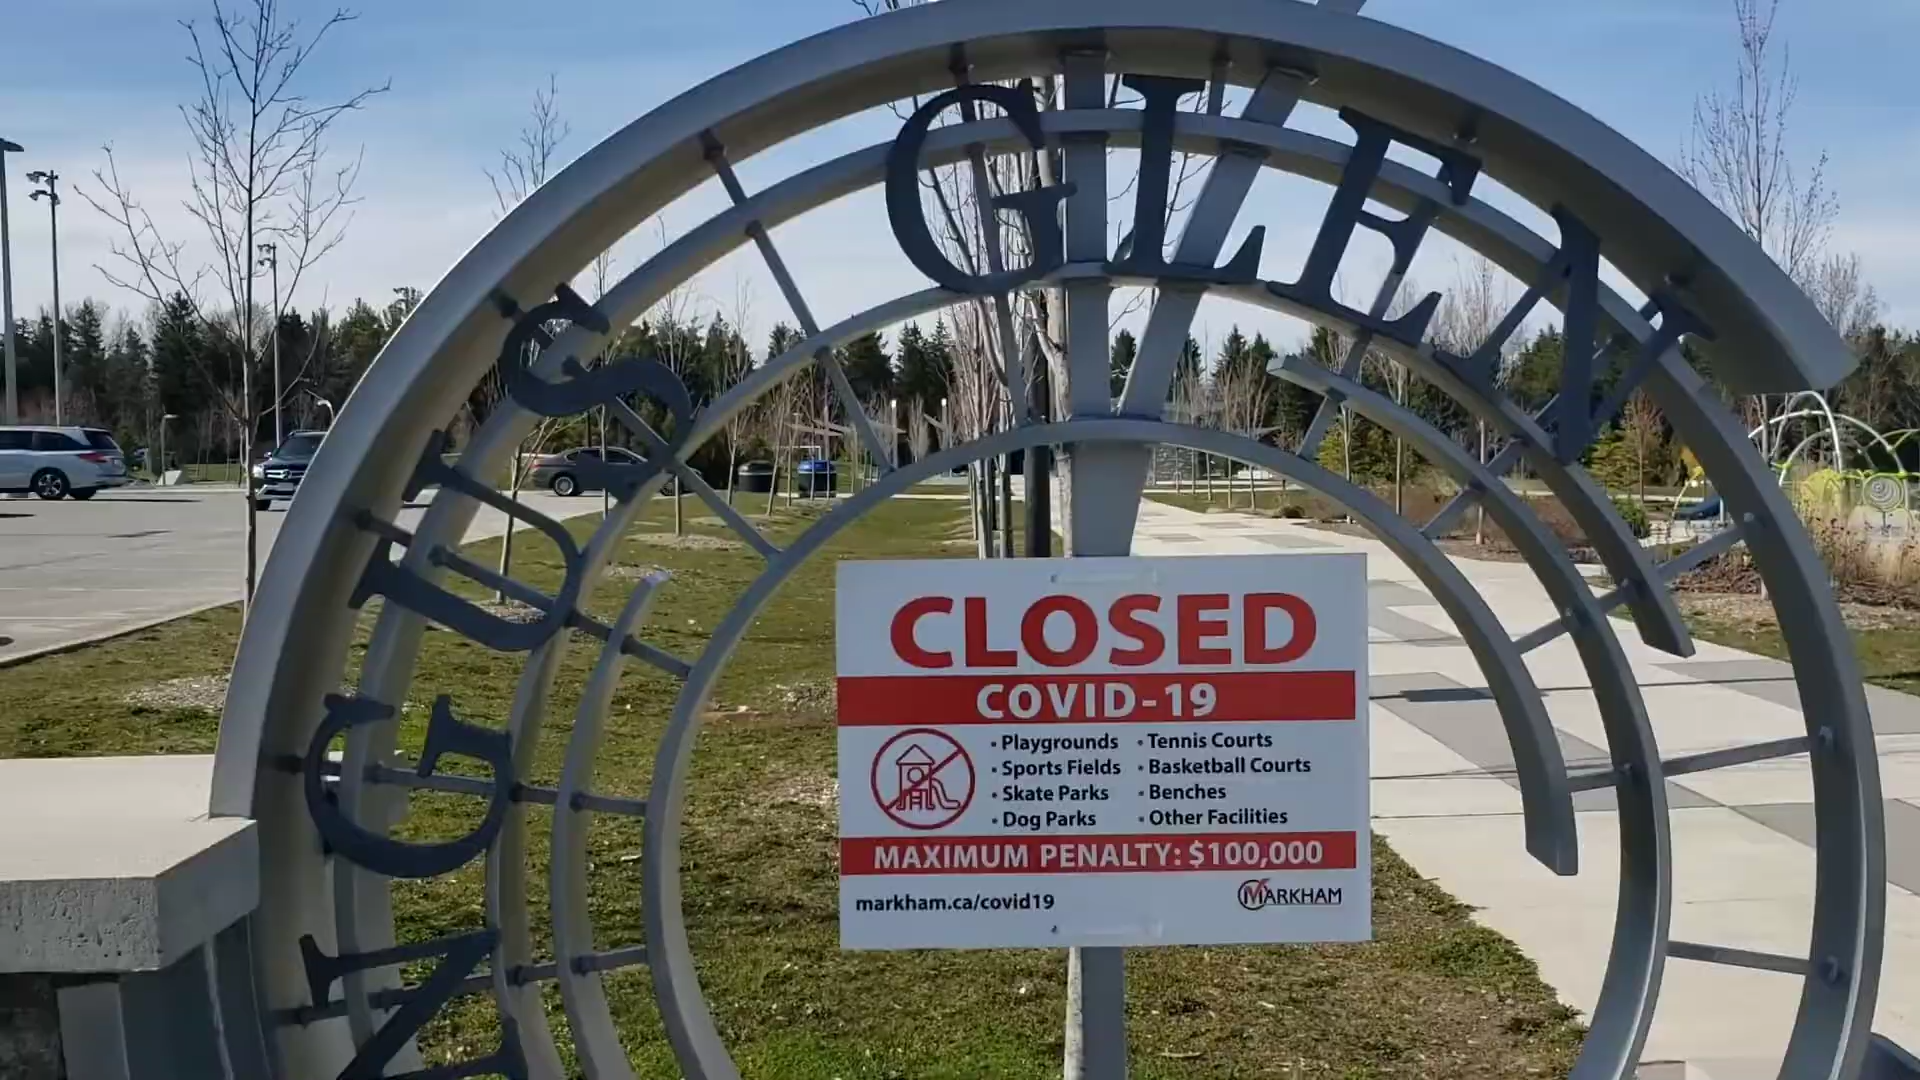 NGUS GLEN
CLOSED
COVID-19
• Playgrounds
• Sports Fields
• Skate Parks
• Dog Parks
• Tennis Courts
• Basketball Courts
• Benches
• Other Facilities
MAXIMUM PENALTY: $100,000
markham.ca/covid19
MARKHAM